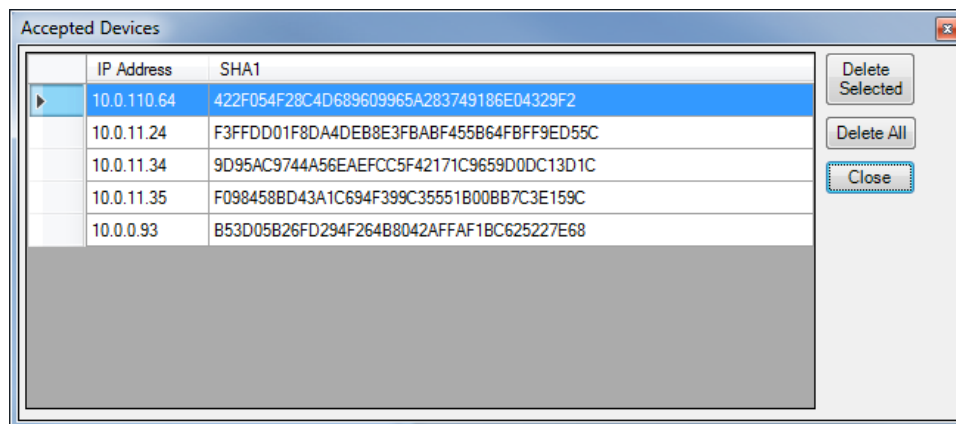 Accepted Devices
IP Address SHA1
10.0.110.64 422F054F28C4D689609965A283749186E04329F2
10.0.11.24 F3FFDD01F8DA4DEB8E3FBABF455B64FBFF9ED55C
10.0.11.34 9D95AC9744A56EAEFCC5F42171C9659D0DC13D1C
10.0.11.35 F098458BD43A1C694F399C35551B00BB7C3E159C
10.0.0.93 B53D05B26FD294F264B8042AFFAF1BC625227E68
Delete
Selected
Delete All
Close